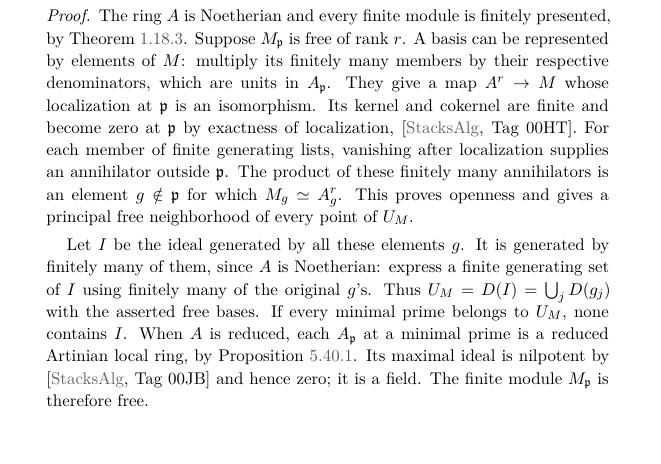 Proof. The ring A is Noetherian and every finite module is finitely presented,
by Theorem 1.18.3. Suppose M_𝔭 is free of rank r. A basis can be represented
by elements of M: multiply its finitely many members by their respective
denominators, which are units in A_𝔭. They give a map A^r → M whose
localization at 𝔭 is an isomorphism. Its kernel and cokernel are finite and
become zero at 𝔭 by exactness of localization, [StacksAlg, Tag 00HT]. For
each member of finite generating lists, vanishing after localization supplies
an annihilator outside 𝔭. The product of these finitely many annihilators is
an element g ∉ 𝔭 for which M_g ≃ A_g^r. This proves openness and gives a
principal free neighborhood of every point of U_M.
Let I be the ideal generated by all these elements g. It is generated by
finitely many of them, since A is Noetherian: express a finite generating set
of I using finitely many of the original g's. Thus U_M = D(I) = ⋃_j D(g_j)
with the asserted free bases. If every minimal prime belongs to U_M, none
contains I. When A is reduced, each A_𝔭 at a minimal prime is a reduced
Artinian local ring, by Proposition 5.40.1. Its maximal ideal is nilpotent by
[StacksAlg, Tag 00JB] and hence zero; it is a field. The finite module M_𝔭 is
therefore free.